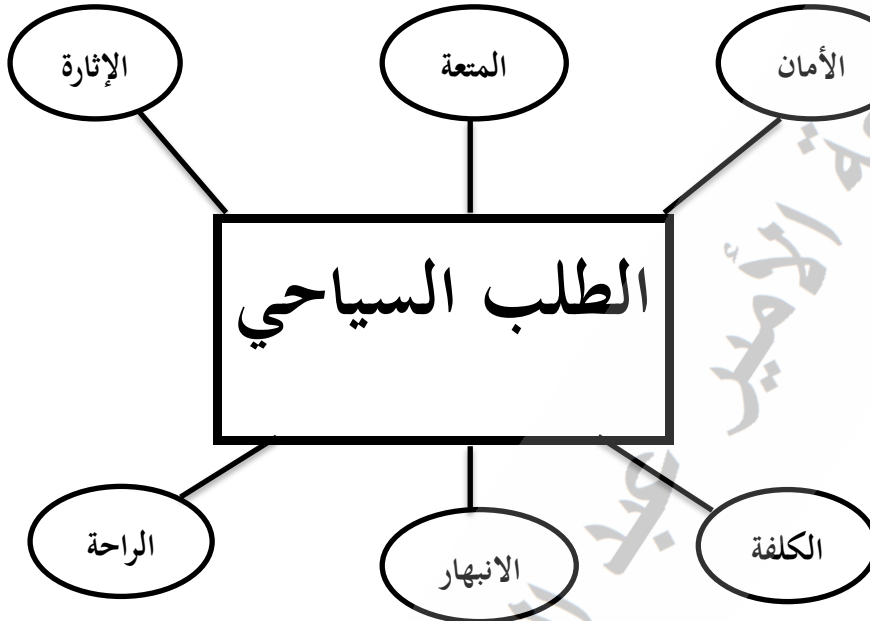 الأمان
المتعة
الإثارة
الطلب السياحي
الكلفة
الانبهار
الراحة